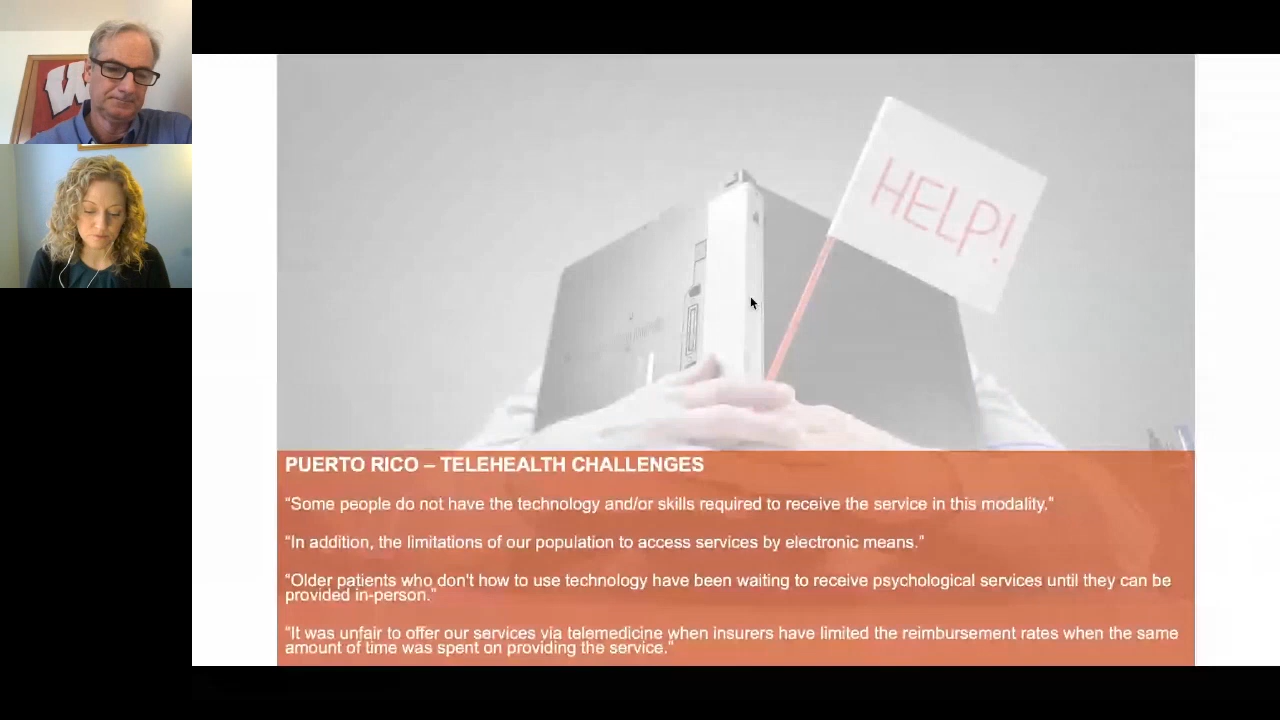 W
HELP!
PUERTO RICO – TELEHEALTH CHALLENGES
“Some people do not have the technology and/or skills required to receive the service in this modality.”
“In addition, the limitations of our population to access services by electronic means.”
“Older patients who don't how to use technology have been waiting to receive psychological services until they can be
provided in-person.”
“It was unfair to offer our services via telemedicine when insurers have limited the reimbursement rates when the same
amount of time was spent on providing the service.”